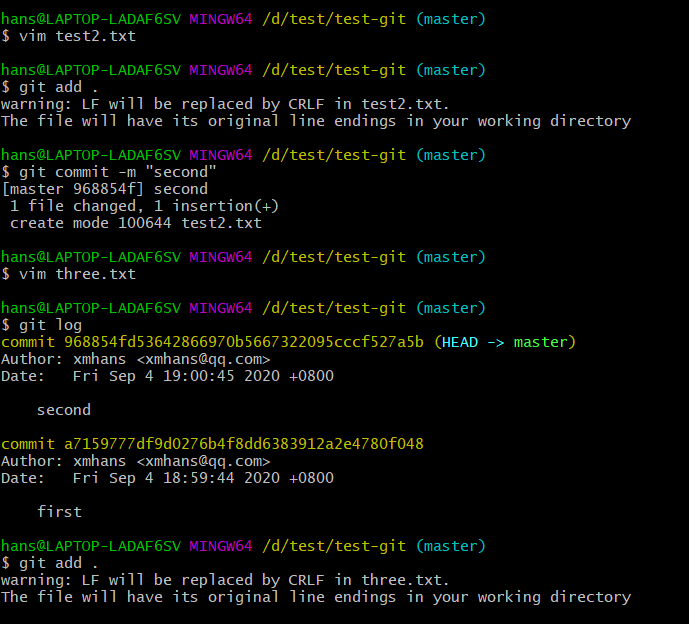 hans@LAPTOP-LADAF6SV MINGW64 /d/test/test-git (master)
$ vim test2.txt
hans@LAPTOP-LADAF6SV MINGW64 /d/test/test-git (master)
$ git add .
warning: LF will be replaced by CRLF in test2.txt.
The file will have its original line endings in your working directory
hans@LAPTOP-LADAF6SV MINGW64 /d/test/test-git (master)
$ git commit -m "second"
[master 968854f] second
 1 file changed, 1 insertion(+)
 create mode 100644 test2.txt
hans@LAPTOP-LADAF6SV MINGW64 /d/test/test-git (master)
$ vim three.txt
hans@LAPTOP-LADAF6SV MINGW64 /d/test/test-git (master)
$ git log
commit 968854fd53642866970b5667322095cccf527a5b (HEAD -> master)
Author: xmhans <xmhans@qq.com>
Date:   Fri Sep 4 19:00:45 2020 +0800
    second
commit a7159777df9d0276b4f8dd6383912a2e4780f048
Author: xmhans <xmhans@qq.com>
Date:   Fri Sep 4 18:59:44 2020 +0800
    first
hans@LAPTOP-LADAF6SV MINGW64 /d/test/test-git (master)
$ git add .
warning: LF will be replaced by CRLF in three.txt.
The file will have its original line endings in your working directory